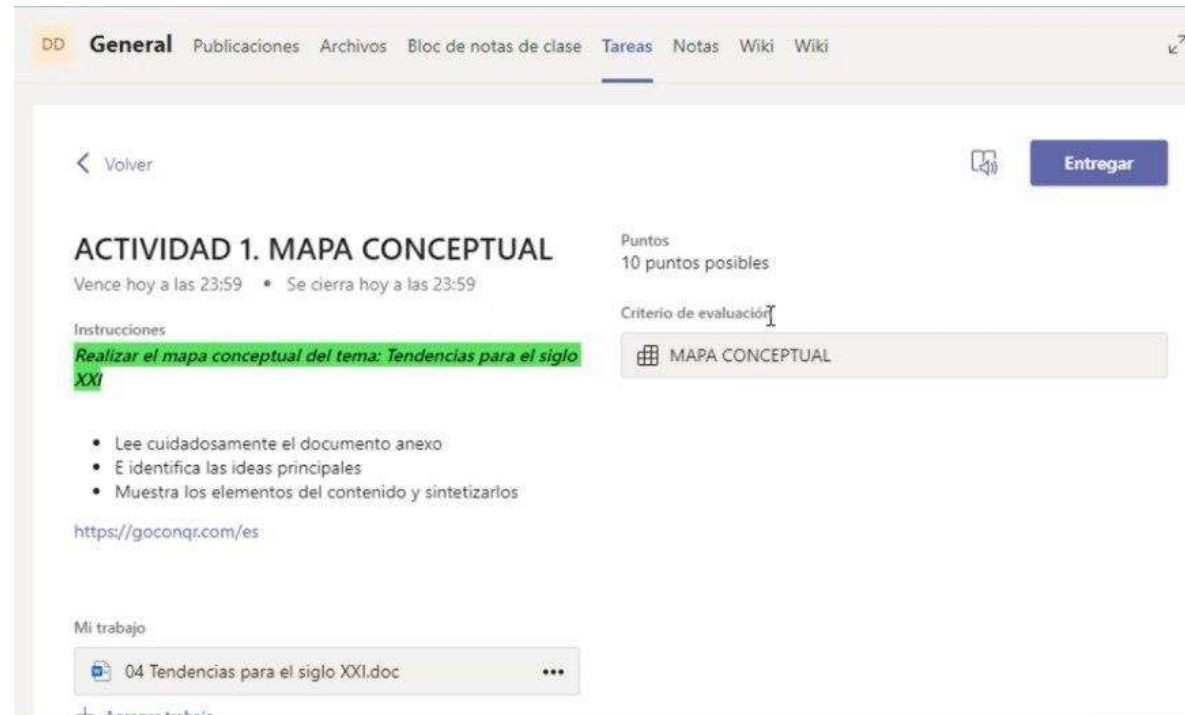 DD General Publicaciones Archivos Bloc de notas de clase Tareas Notas Wiki Wiki
Volver
Entregar
ACTIVIDAD 1. MAPA CONCEPTUAL
Vence hoy a las 23:59 • Se cierra hoy a las 23:59
Instrucciones
Realizar el mapa conceptual del tema: Tendencias para el siglo
XXI
• Lee cuidadosamente el documento anexo
• E identifica las ideas principales
• Muestra los elementos del contenido y sintetizarlos
https://goconqr.com/es
Mi trabajo
04 Tendencias para el siglo XXI.doc
Agregar trabajo
Puntos
10 puntos posibles
Criterio de evaluación
MAPA CONCEPTUAL